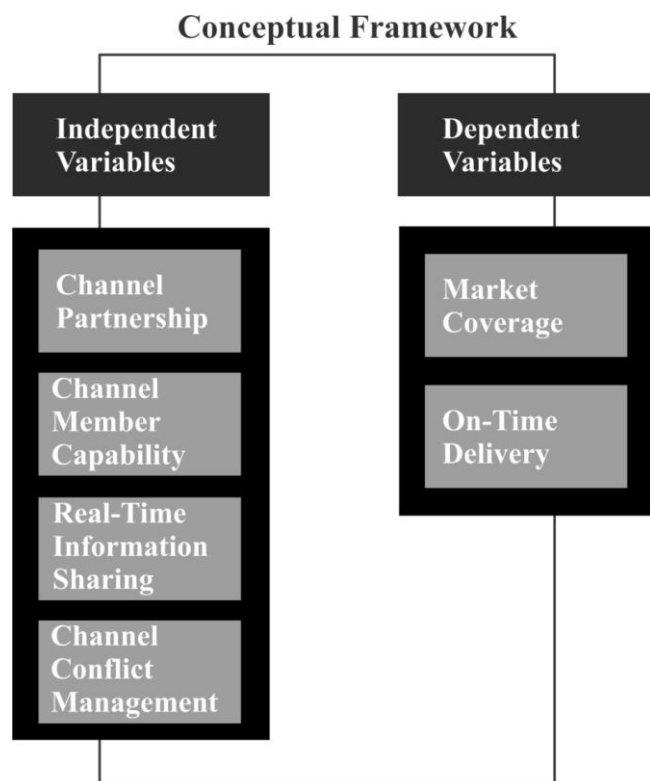 Conceptual Framework
Independent
Variables
Channel
Partnership
Channel
Member
Capability
Real-Time
Information
Sharing
Channel
Conflict
Management
Dependent
Variables
Market
Coverage
On-Time
Delivery